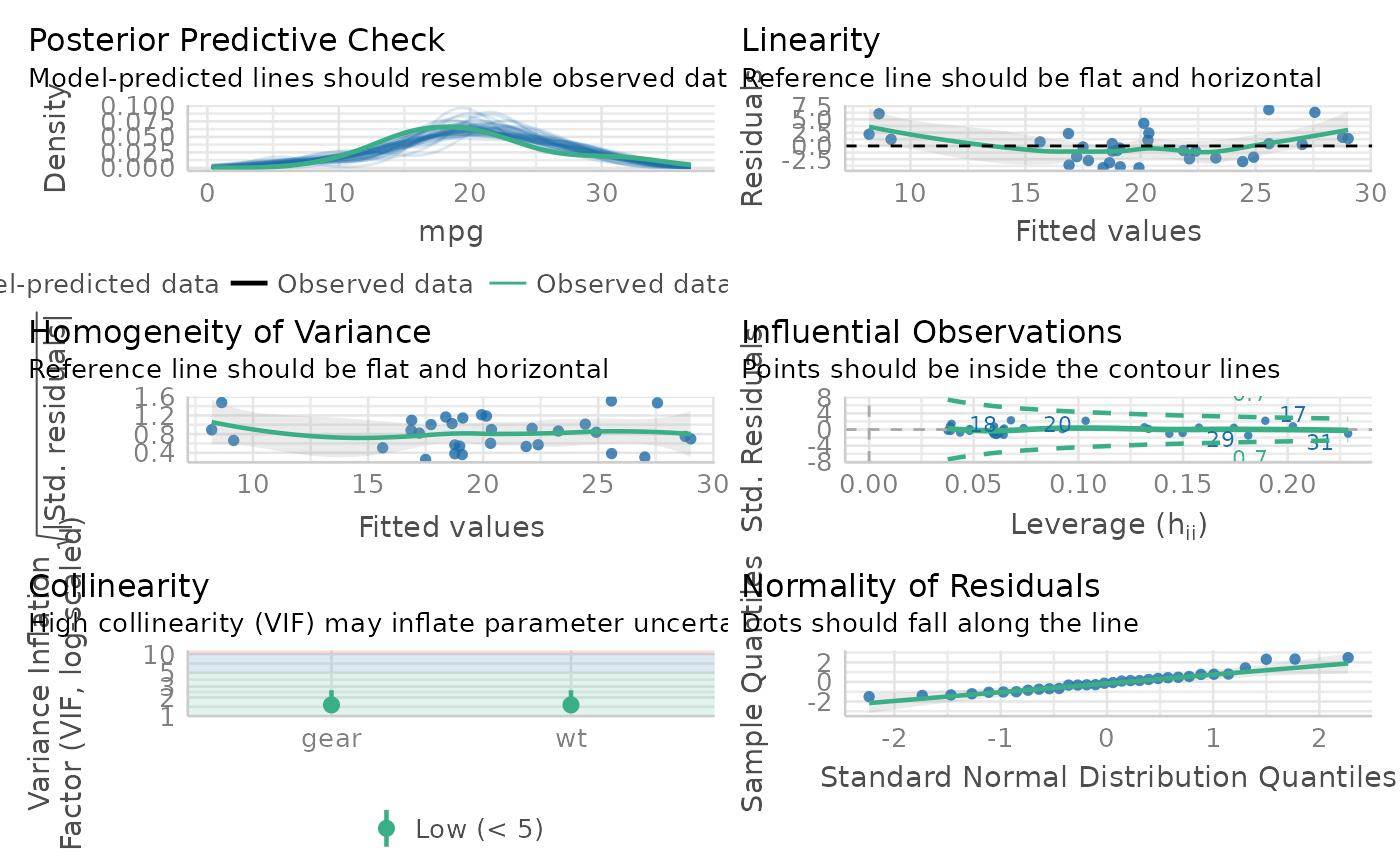 Posterior Predictive Check
Model-predicted lines should resemble observed dat
Density
0.100
0.075
0.050
0.025
0.000
0 10 20 30
mpg
el-predicted data Observed data Observed data
Linearity
Reference line should be flat and horizontal
Residuals
7.5
5.0
2.5
0.0
-2.5
10 15 20 25 30
Fitted values
Homogeneity of Variance
Reference line should be flat and horizontal
√|Std. residuals|
1.6
1.2
0.8
0.4
10 15 20 25 30
Fitted values
Influential Observations
Points should be inside the contour lines
Std. Residuals
8
4
0
-4
-8
0.7
18 20 17
29 31
0.7
0.00 0.05 0.10 0.15 0.20
Leverage (hii)
Collinearity
High collinearity (VIF) may inflate parameter uncerta
Variance Inflation
Factor (VIF, log-scaled)
10
5
3
2
1
gear wt
Low (< 5)
Normality of Residuals
Dots should fall along the line
Sample Quantiles
2
0
-2
-2 -1 0 1 2
Standard Normal Distribution Quantiles